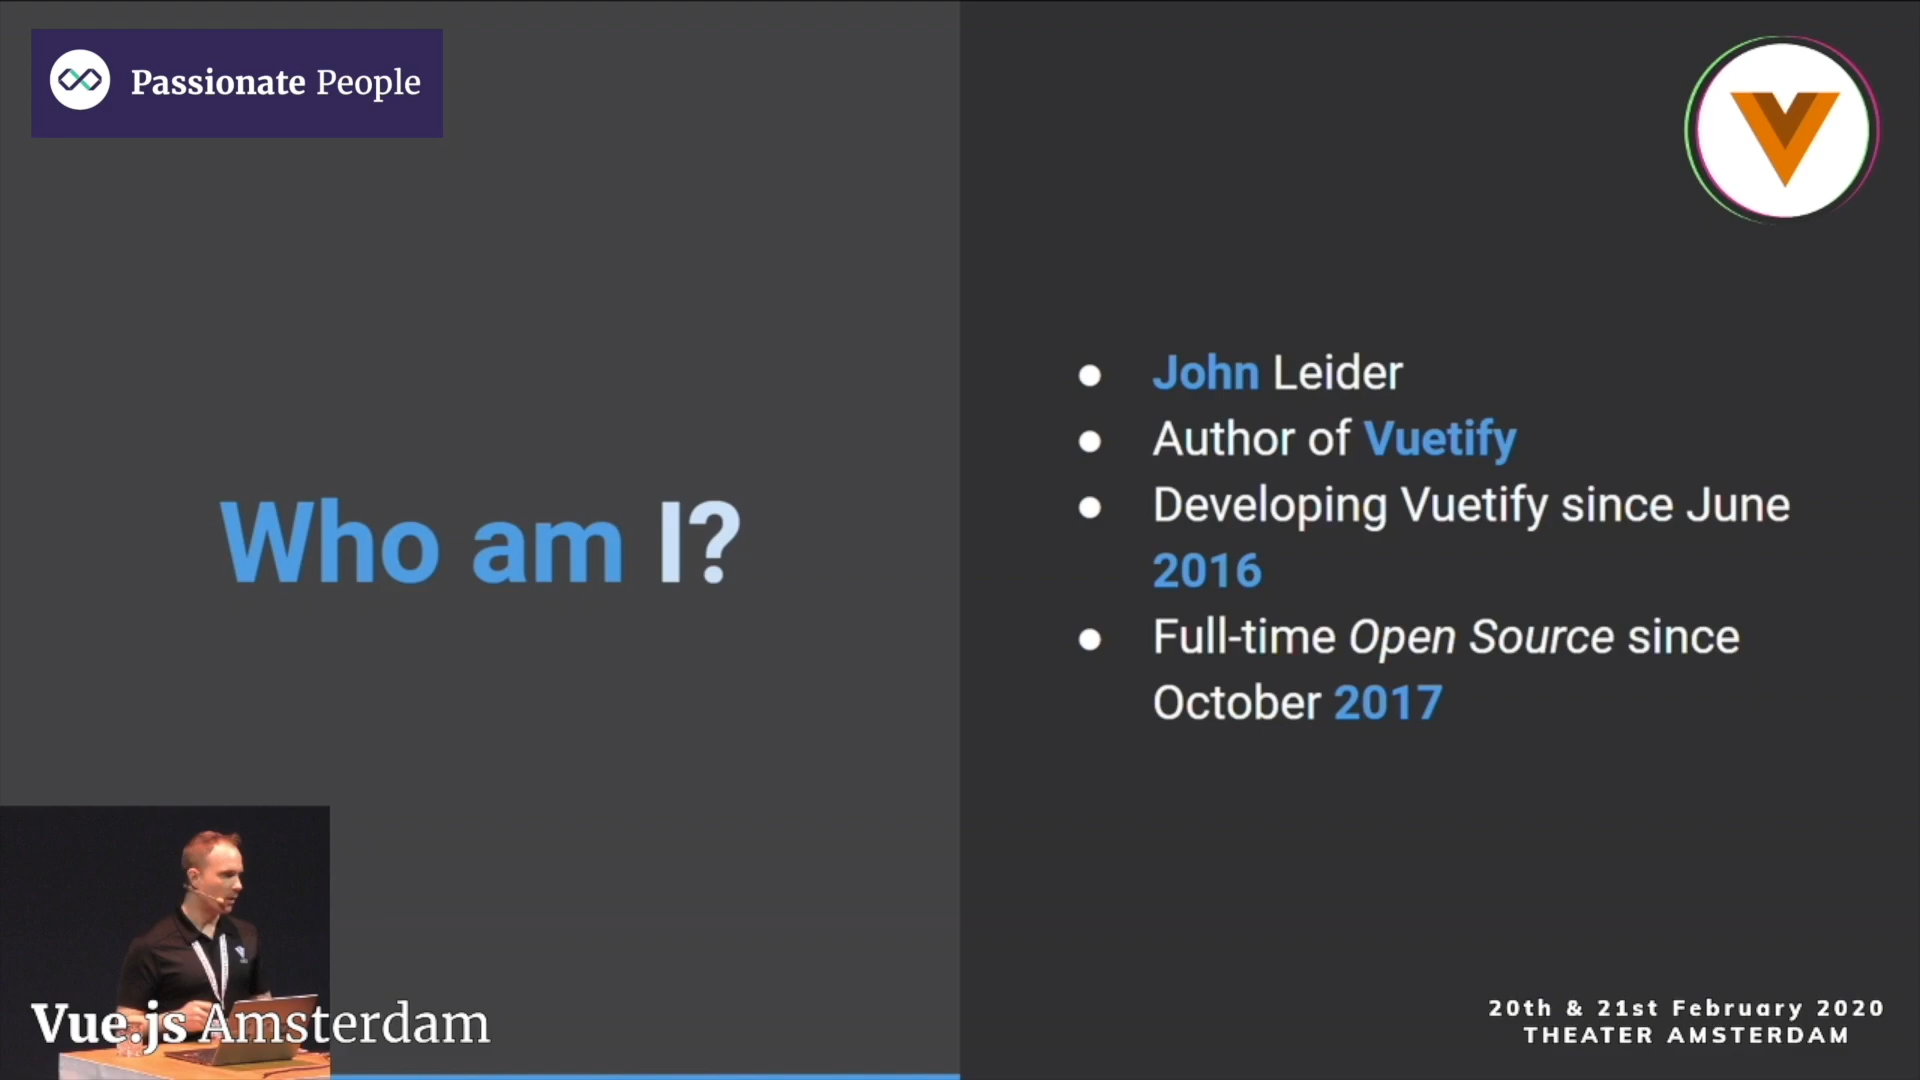 Passionate People
Who am I?
● John Leider
● Author of Vuetify
● Developing Vuetify since June
2016
● Full-time Open Source since
October 2017
Vue.js Amsterdam
20th & 21st February 2020
THEATER AMSTERDAM